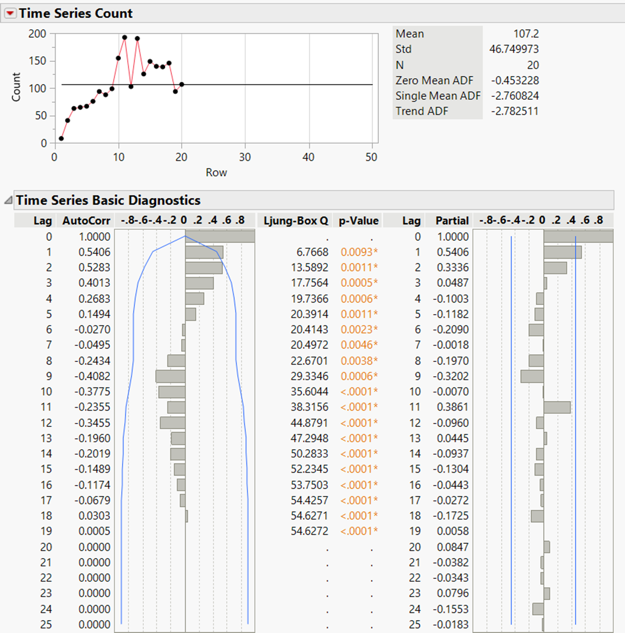 Time Series Count
200
150
100
50
0
Count
0 10 20 30 40 50
Row
Mean 107.2
Std 46.749973
N 20
Zero Mean ADF -0.453228
Single Mean ADF -2.760824
Trend ADF -2.782511
Time Series Basic Diagnostics
Lag AutoCorr -.8-.6-.4-.2 0 .2 .4 .6 .8 Ljung-Box Q p-Value Lag Partial -.8-.6-.4-.2 0 .2 .4 .6 .8
0 1.0000 . . 0 1.0000
1 0.5406 6.7668 0.0093* 1 0.5406
2 0.5283 13.5892 0.0011* 2 0.3336
3 0.4013 17.7564 0.0005* 3 0.0487
4 0.2683 19.7366 0.0006* 4 -0.1003
5 0.1494 20.3914 0.0011* 5 -0.1182
6 -0.0270 20.4143 0.0023* 6 -0.2090
7 -0.0495 20.4972 0.0046* 7 -0.0018
8 -0.2434 22.6701 0.0038* 8 -0.1970
9 -0.4082 29.3346 0.0006* 9 -0.3202
10 -0.3775 35.6044 <.0001* 10 -0.0070
11 -0.2355 38.3156 <.0001* 11 0.3861
12 -0.3455 44.8791 <.0001* 12 -0.0960
13 -0.1960 47.2948 <.0001* 13 0.0445
14 -0.2019 50.2833 <.0001* 14 -0.0937
15 -0.1489 52.2345 <.0001* 15 -0.1304
16 -0.1174 53.7503 <.0001* 16 -0.0443
17 -0.0679 54.4257 <.0001* 17 -0.0272
18 0.0303 54.6271 <.0001* 18 -0.1725
19 0.0005 54.6272 <.0001* 19 0.0058
20 0.0000 . . 20 0.0847
21 0.0000 . . 21 -0.0382
22 0.0000 . . 22 -0.0343
23 0.0000 . . 23 0.0796
24 0.0000 . . 24 -0.1553
25 0.0000 . . 25 -0.0183